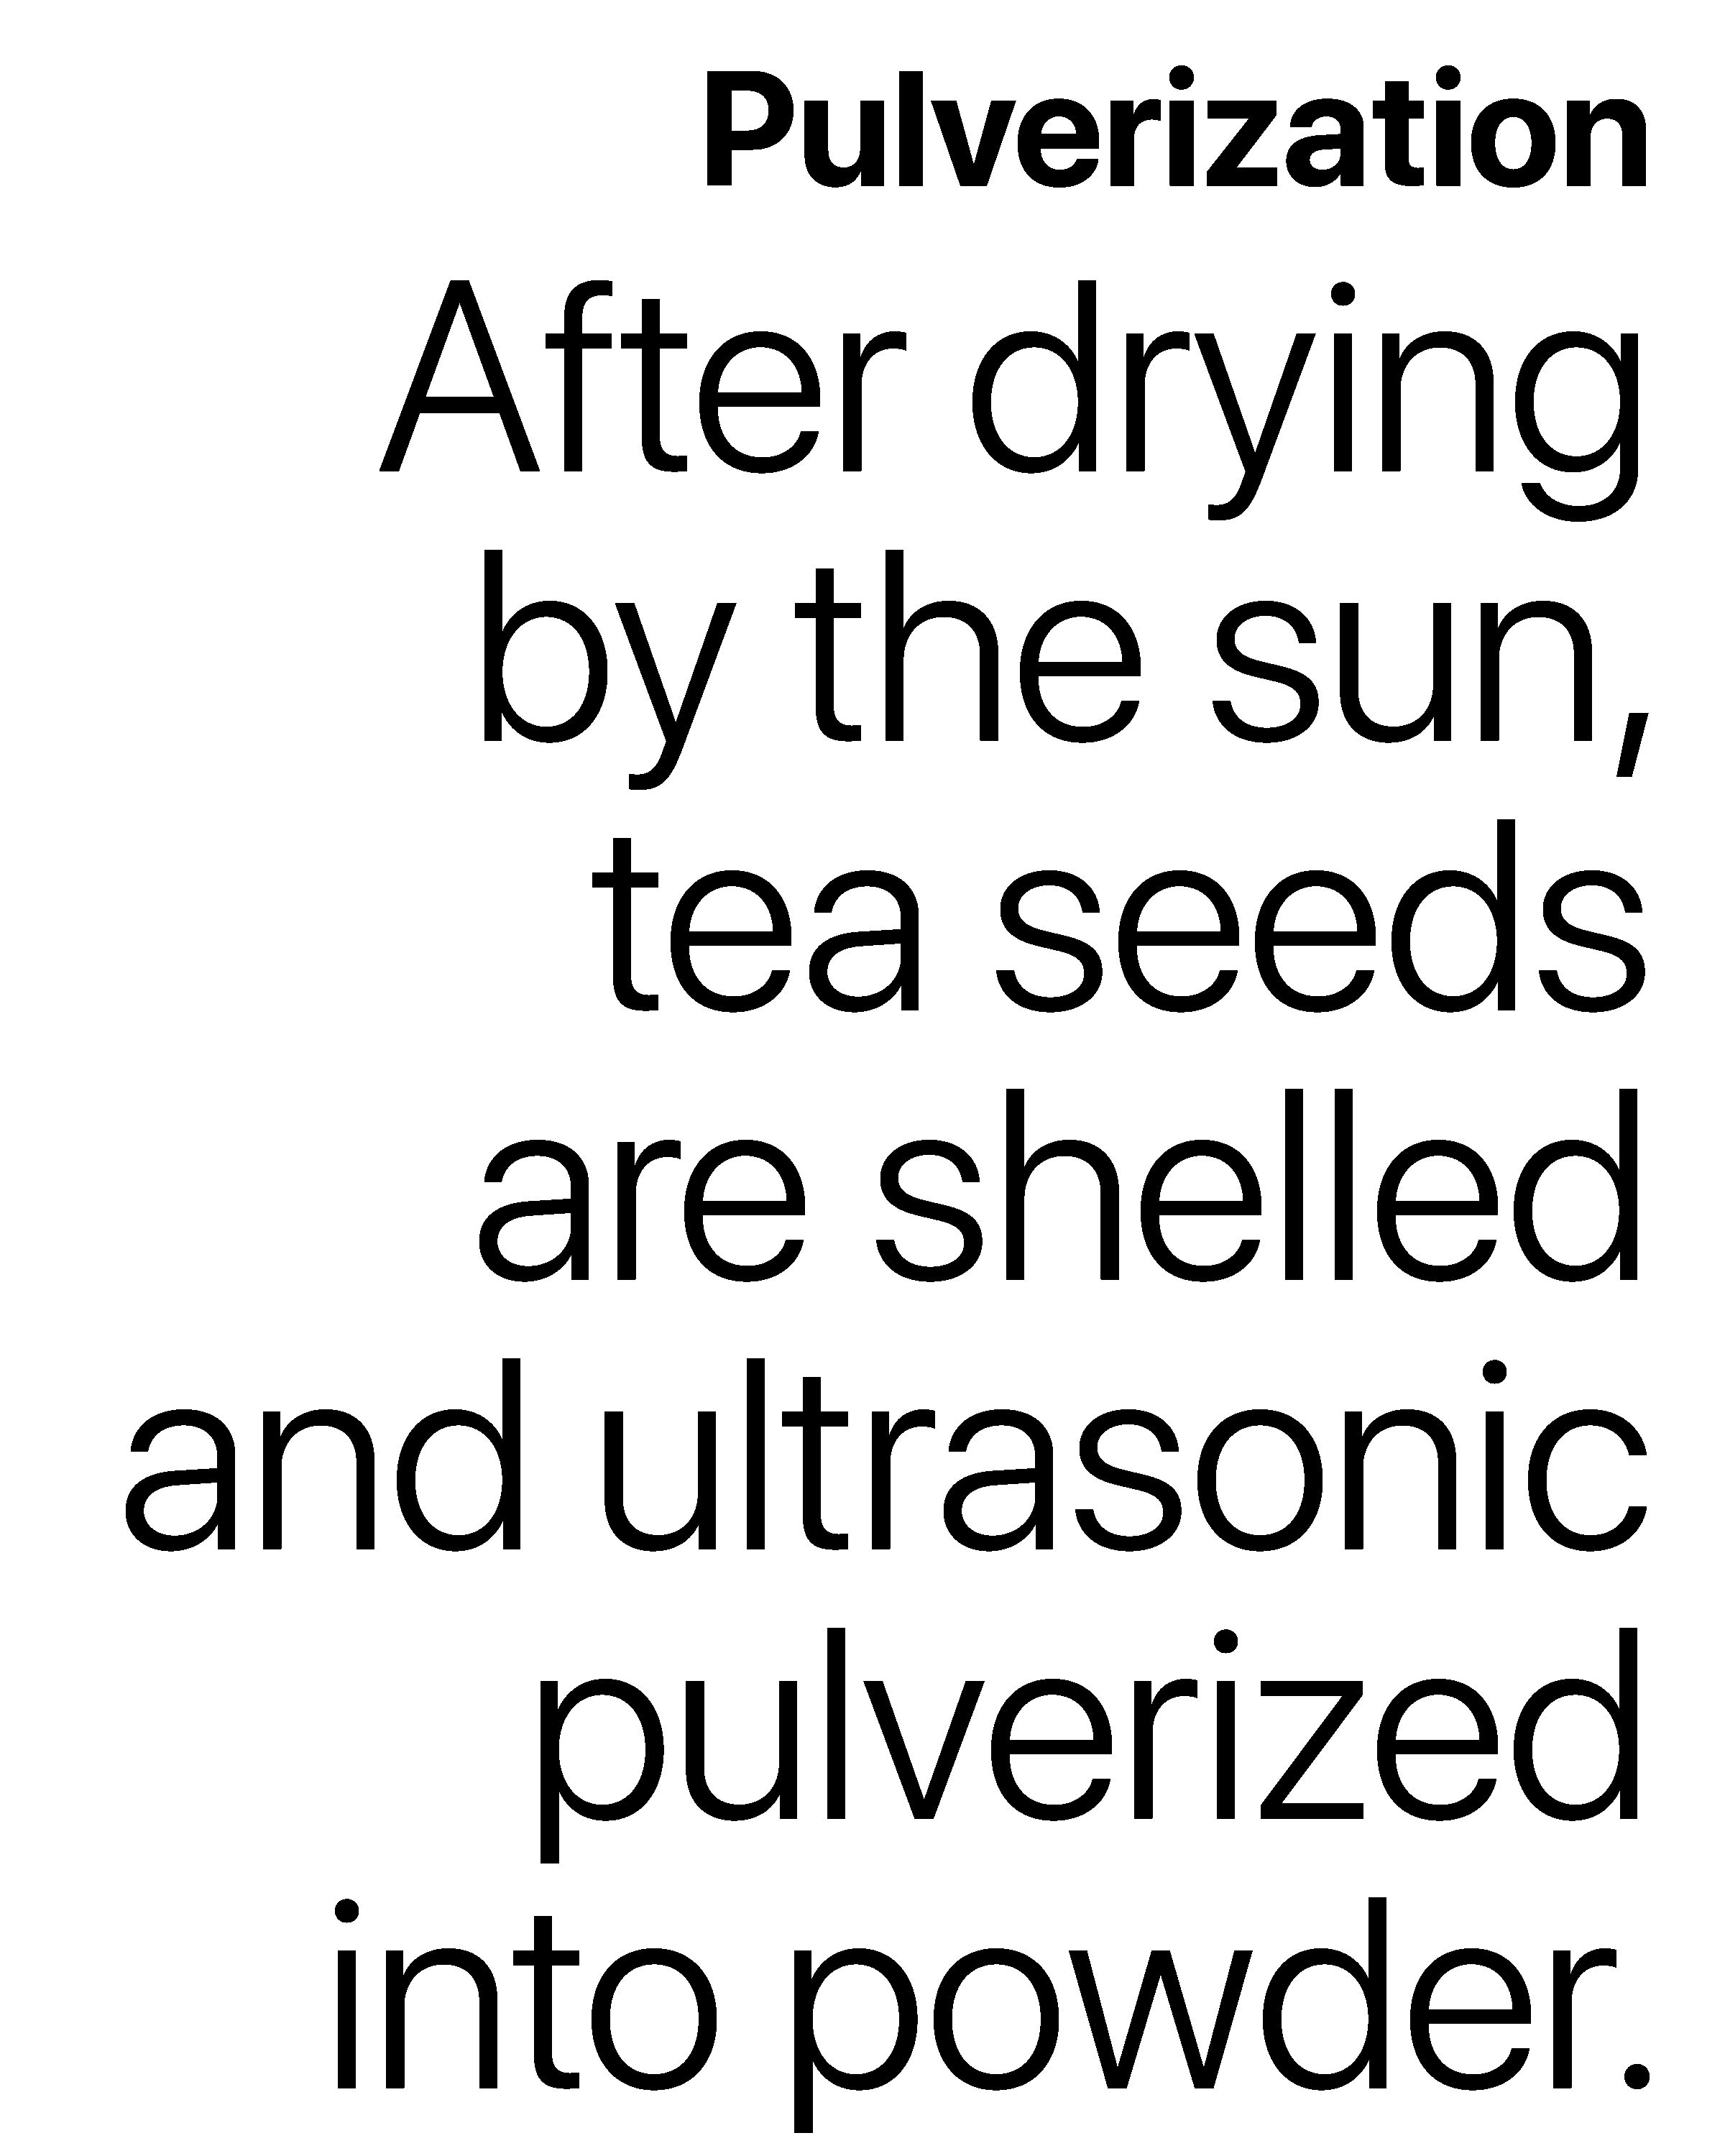 Pulverization
After drying
by the sun,
tea seeds
are shelled
and ultrasonic
pulverized
into powder.